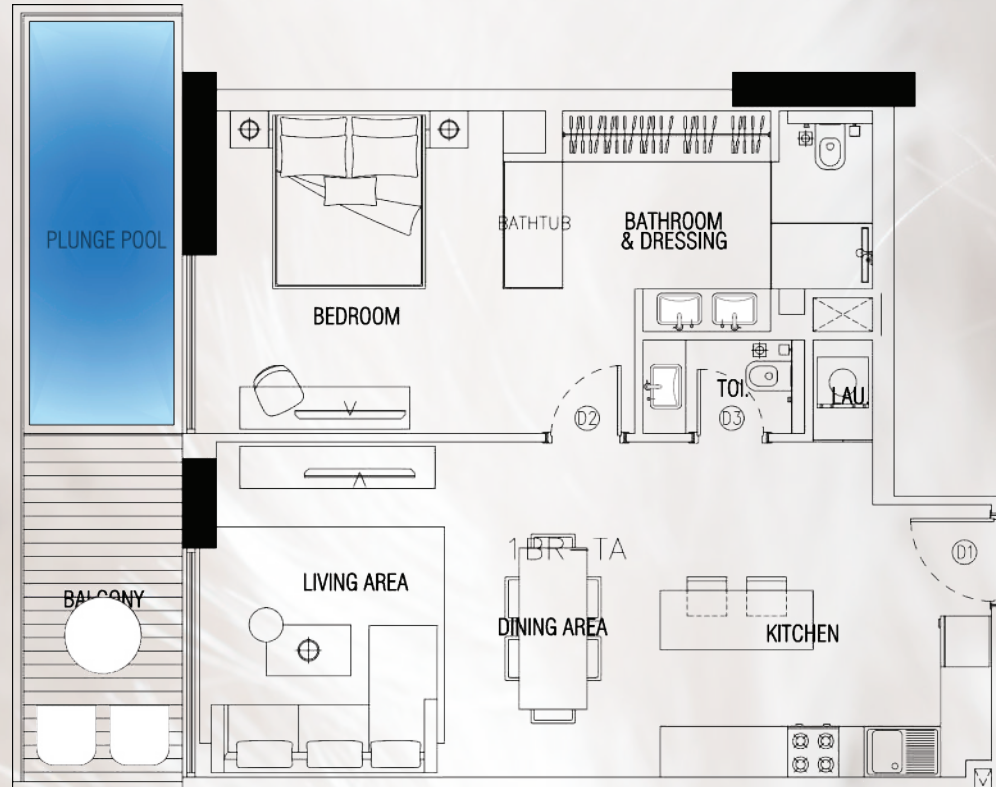 PLUNGE POOL
BATHTUB
BATHROOM
& DRESSING
BEDROOM
TOI.
LAU.
D2
D3
1BR TA
D1
LIVING AREA
BALCONY
DINING AREA
KITCHEN